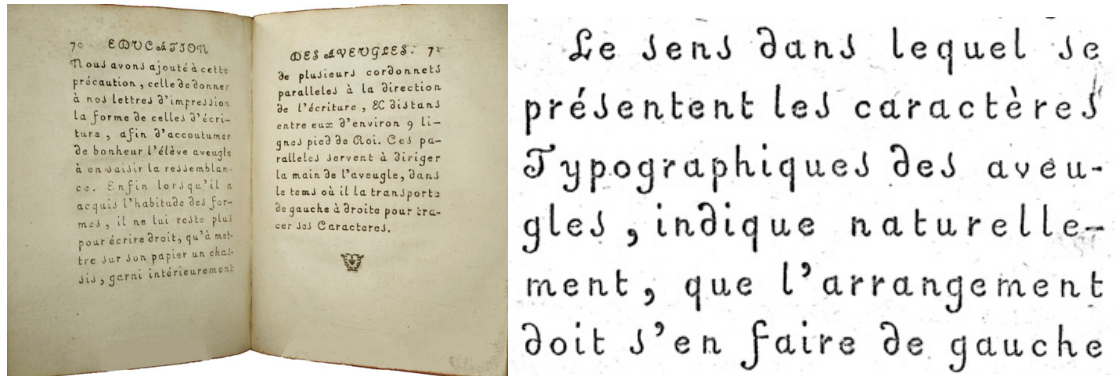 70 EDUCATION
Nous avons ajouté à cette
précaution, celle de donner
à nos lettres d'impression
la forme de celles d'écri-
ture, afin d'accoutumer
de bonheur l'élève aveugle
à en saisir la ressemblan-
ce. Enfin lorsqu'il a
acquis l'habitude des for-
mes, il ne lui reste plus
pour écrire droit, qu'à met-
tre sur son papier un chas-
sis, garni intérieurement
DES AVEUGLES. 71
de plusieurs cordonnets
paralleles à la direction
de l'écriture, & distans
entre eux d'environ 9 li-
gnes pied de Roi. Ces pa-
ralleles servent à diriger
la main de l'aveugle, dans
le tems où il la transporte
de gauche à droite pour tra-
cer ses Caracteres.
Le sens dans lequel se
présentent les caractères
Typographiques des aveu-
gles, indique naturelle-
ment, que l'arrangement
doit s'en faire de gauche